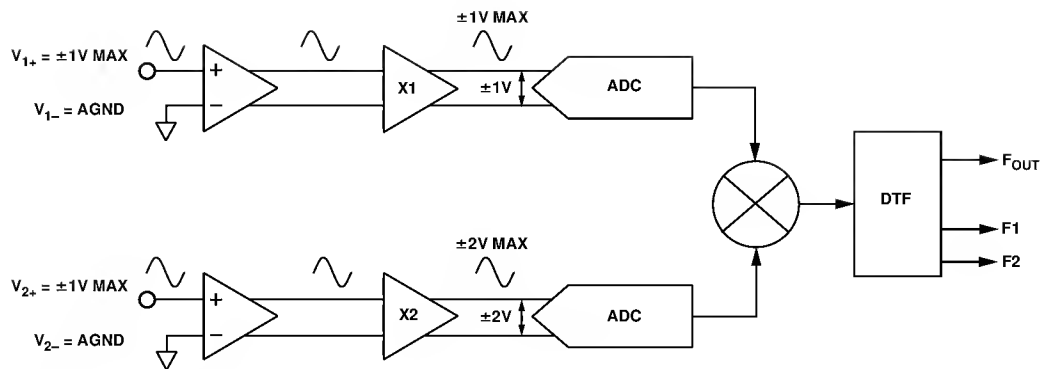 ±1V MAX
V1+ = ±1V MAX
+
X1
±1V
ADC
V1– = AGND
–
FOUT
DTF
F1
F2
±2V MAX
V2+ = ±1V MAX
+
X2
±2V
ADC
V2– = AGND
–